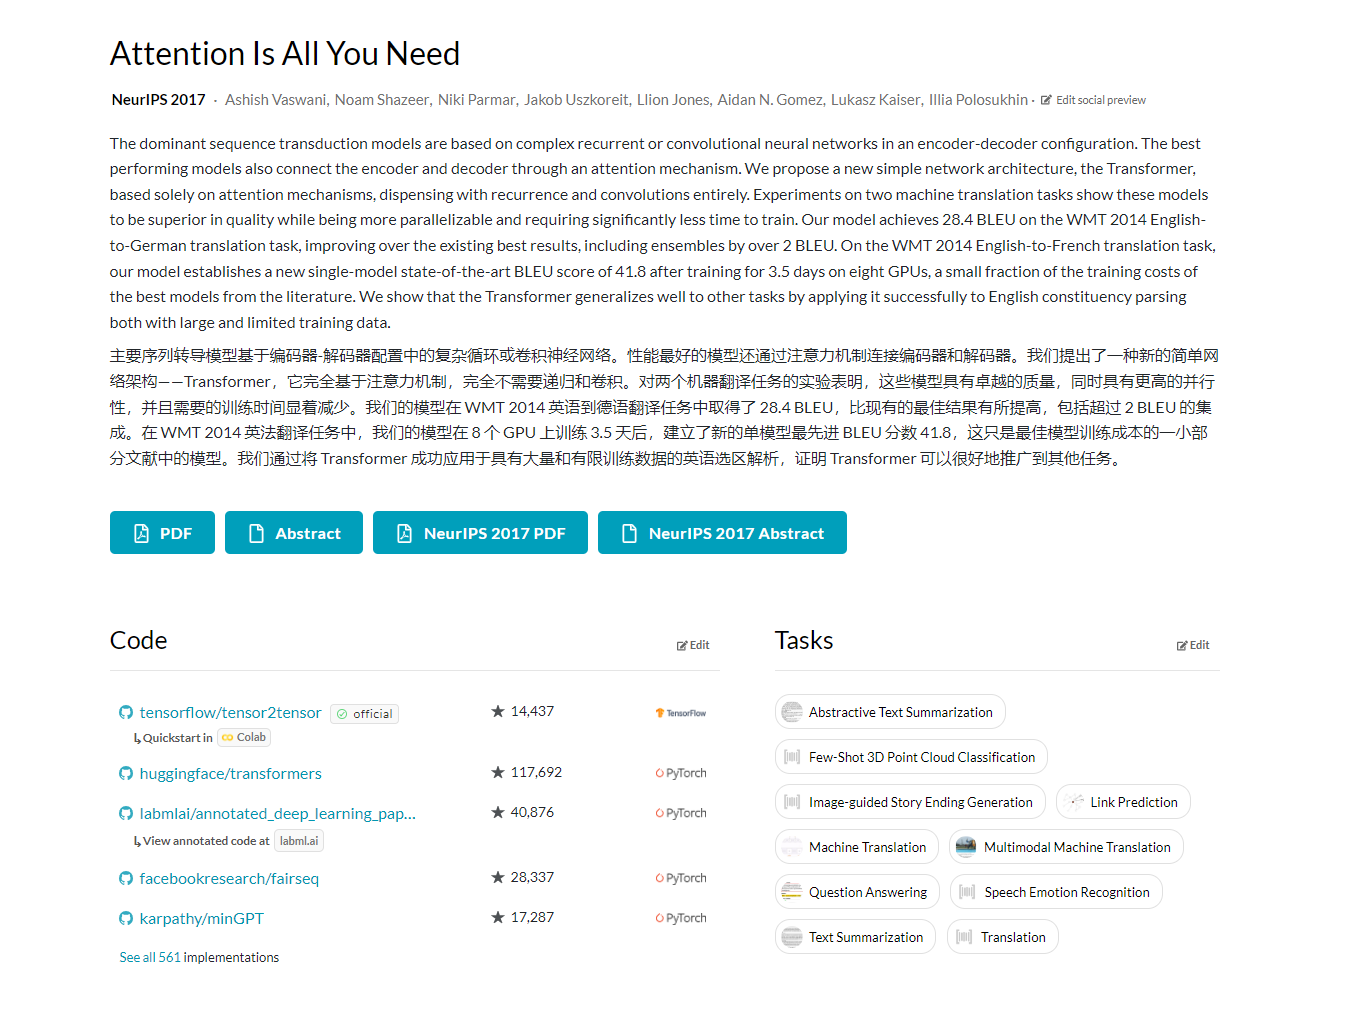 Attention Is All You Need
NeurIPS 2017 · Ashish Vaswani, Noam Shazeer, Niki Parmar, Jakob Uszkoreit, Llion Jones, Aidan N. Gomez, Lukasz Kaiser, Illia Polosukhin · Edit social preview
The dominant sequence transduction models are based on complex recurrent or convolutional neural networks in an encoder-decoder configuration. The best
performing models also connect the encoder and decoder through an attention mechanism. We propose a new simple network architecture, the Transformer,
based solely on attention mechanisms, dispensing with recurrence and convolutions entirely. Experiments on two machine translation tasks show these models
to be superior in quality while being more parallelizable and requiring significantly less time to train. Our model achieves 28.4 BLEU on the WMT 2014 English-
to-German translation task, improving over the existing best results, including ensembles by over 2 BLEU. On the WMT 2014 English-to-French translation task,
our model establishes a new single-model state-of-the-art BLEU score of 41.8 after training for 3.5 days on eight GPUs, a small fraction of the training costs of
the best models from the literature. We show that the Transformer generalizes well to other tasks by applying it successfully to English constituency parsing
both with large and limited training data.
主要序列转导模型基于编码器-解码器配置中的复杂循环或卷积神经网络。性能最好的模型还通过注意力机制连接编码器和解码器。我们提出了一种新的简单网
络架构——Transformer，它完全基于注意力机制，完全不需要递归和卷积。对两个机器翻译任务的实验表明，这些模型具有卓越的质量，同时具有更高的并行
性，并且需要的训练时间显着减少。我们的模型在 WMT 2014 英语到德语翻译任务中取得了 28.4 BLEU，比现有的最佳结果有所提高，包括超过 2 BLEU 的集
成。在 WMT 2014 英法翻译任务中，我们的模型在 8 个 GPU 上训练 3.5 天后，建立了新的单模型最先进 BLEU 分数 41.8，这只是最佳模型训练成本的一小部
分文献中的模型。我们通过将 Transformer 成功应用于具有大量和有限训练数据的英语选区解析，证明 Transformer 可以很好地推广到其他任务。
PDF
Abstract
NeurIPS 2017 PDF
NeurIPS 2017 Abstract
Code
Edit
tensorflow/tensor2tensor official 14,437 TensorFlow
Quickstart in Colab
huggingface/transformers 117,692 PyTorch
labmlai/annotated_deep_learning_pap... 40,876 PyTorch
View annotated code at labml.ai
facebookresearch/fairseq 28,337 PyTorch
karpathy/minGPT 17,287 PyTorch
See all 561 implementations
Tasks
Edit
Abstractive Text Summarization
Few-Shot 3D Point Cloud Classification
Image-guided Story Ending Generation
Link Prediction
Machine Translation
Multimodal Machine Translation
Question Answering
Speech Emotion Recognition
Text Summarization
Translation